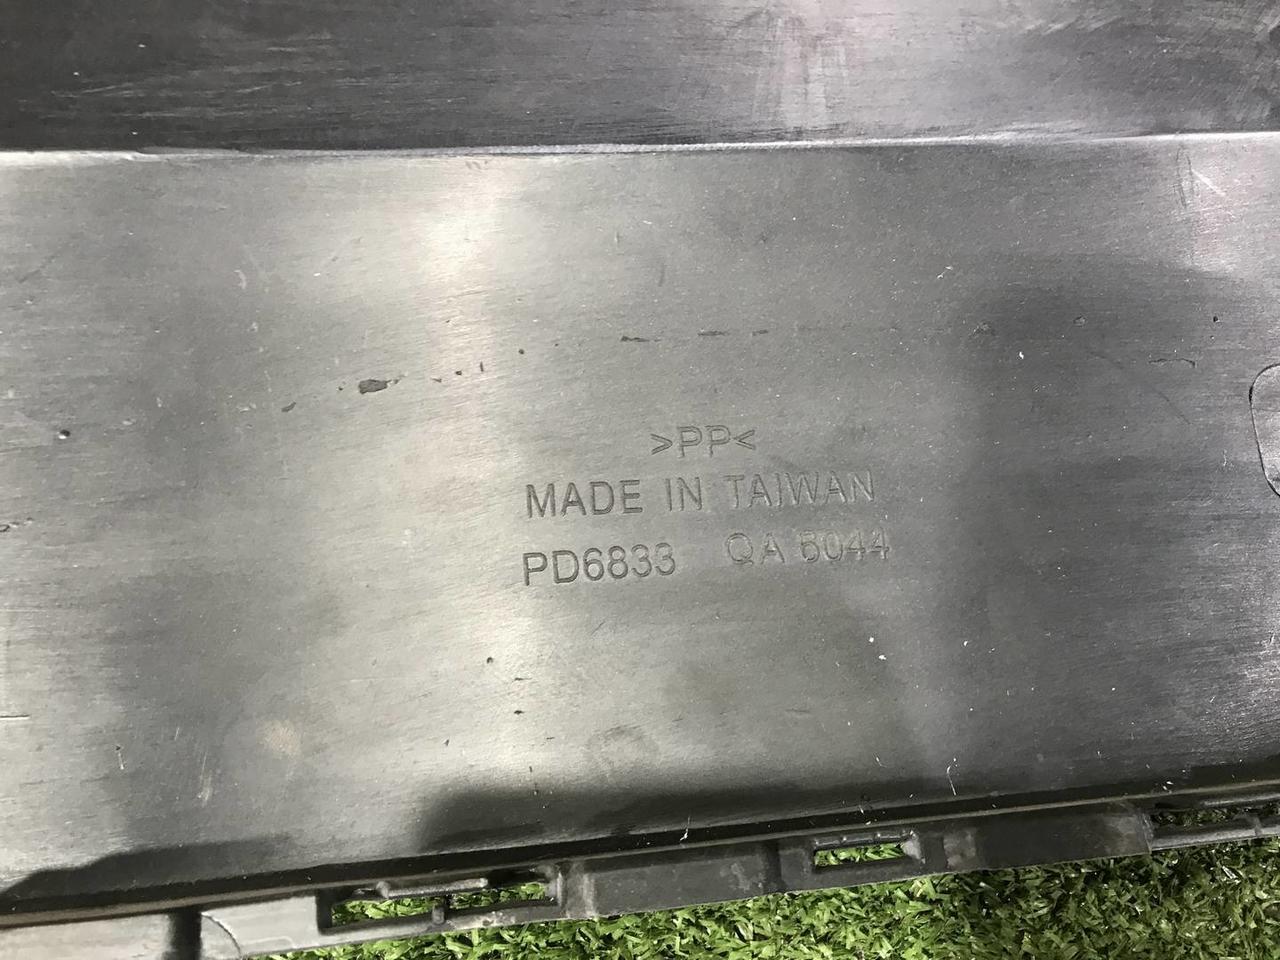 >PP<
MADE IN TAIWAN
PD6833 QA 6044